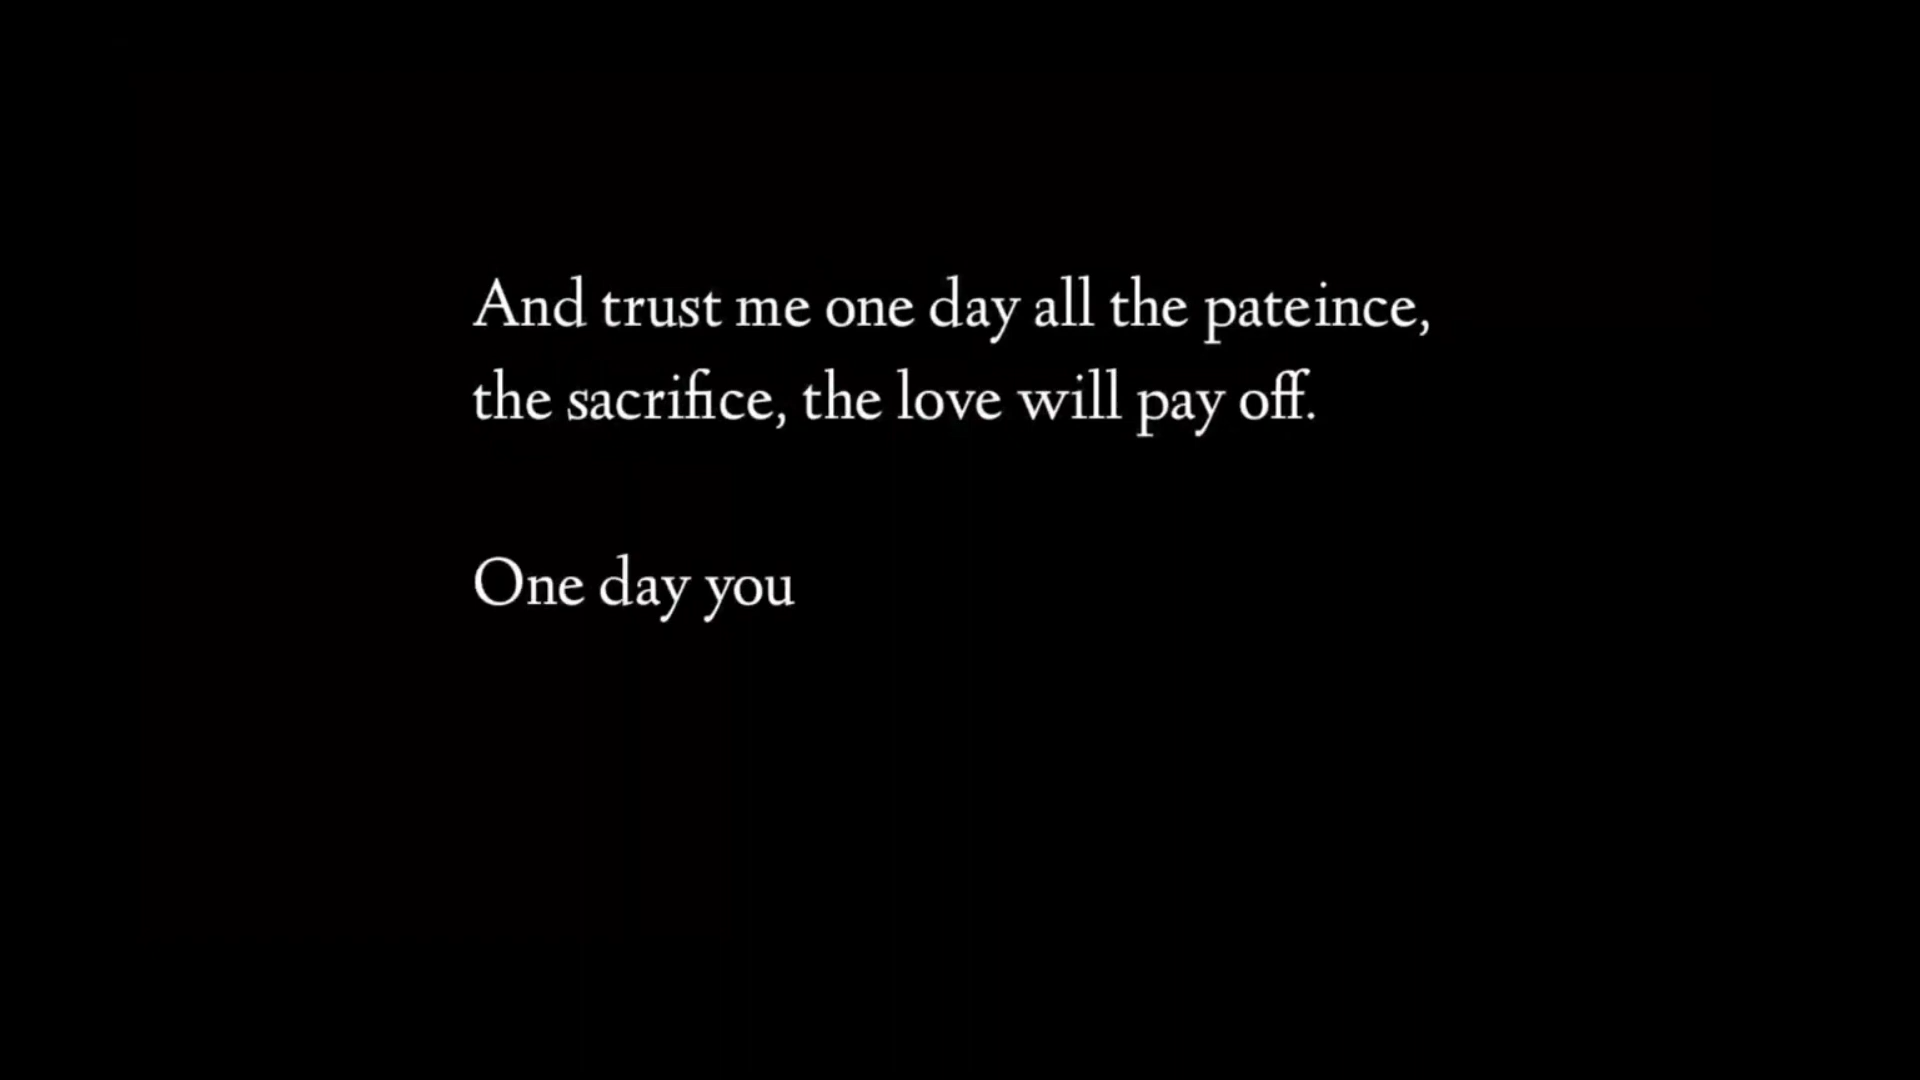 And trust me one day all the pateince,
the sacrifice, the love will pay off.
One day you